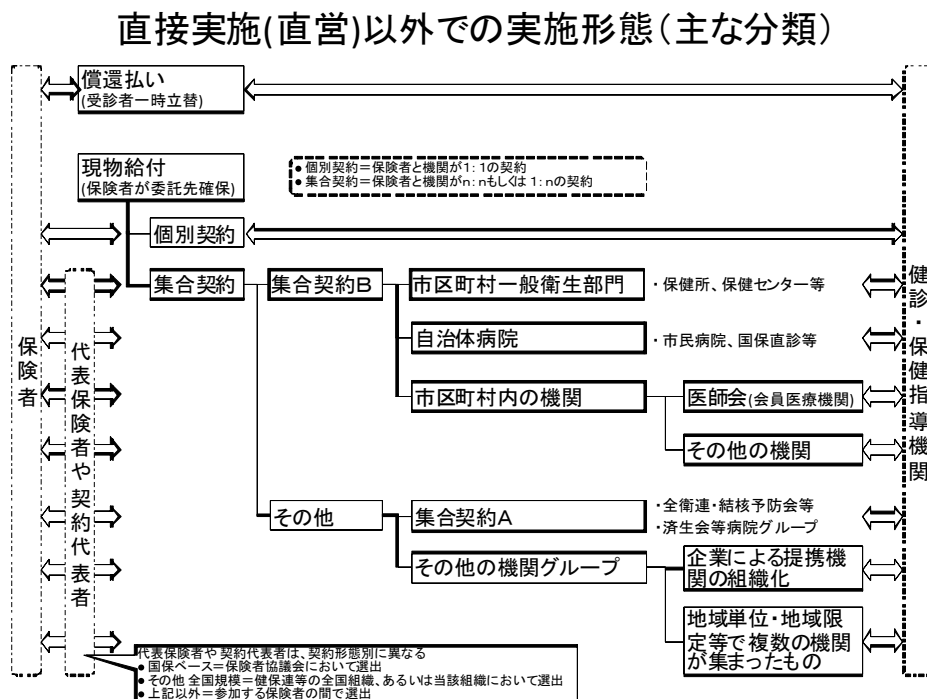 直接実施(直営)以外での実施形態(主な分類)
償還払い
(受診者一時立替)
現物給付
(保険者が委託先確保)
● 個別契約=保険者と機関が1:1の契約
● 集合契約=保険者と機関がn:nもしくは1:nの契約
個別契約
集合契約
集合契約B
市区町村一般衛生部門
・保健所、保健センター等
自治体病院
・市民病院、国保直診等
市区町村内の機関
医師会(会員医療機関)
その他の機関
その他
集合契約A
・全衛連・結核予防会等
・済生会等病院グループ
その他の機関グループ
企業による提携機
関の組織化
地域単位・地域限
定等で複数の機関
が集まったもの
保険者
代表保険者や契約代表者
健診・保健指導機関
代表保険者や契約代表者は、契約形態別に異なる
● 国保ベース=保険者協議会において選出
● その他全国規模=健保連等の全国組織、あるいは当該組織において選出
● 上記以外=参加する保険者の間で選出